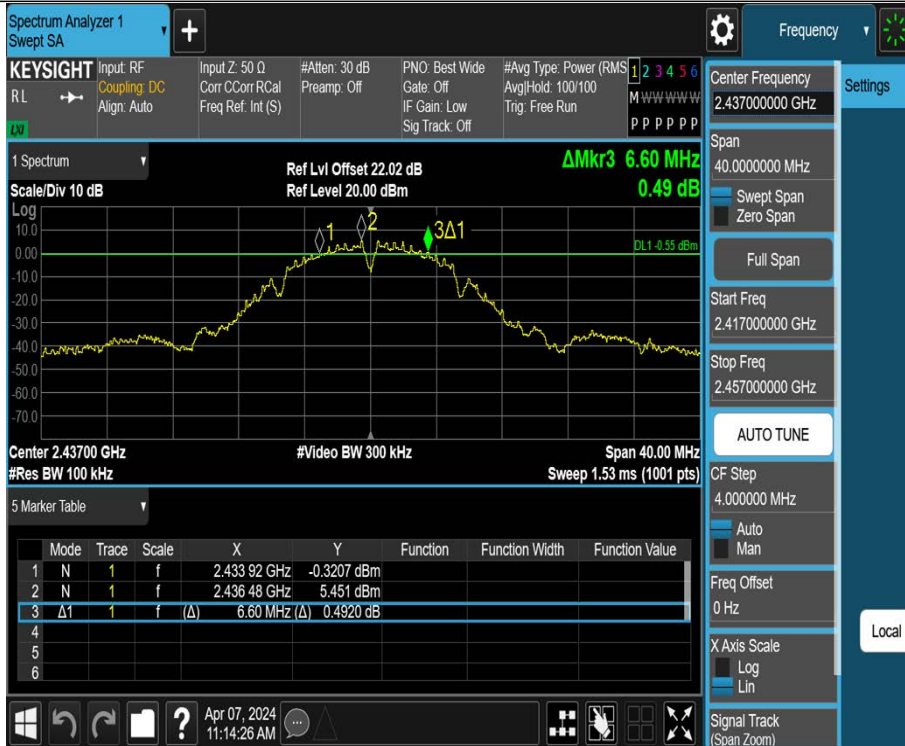 Spectrum Analyzer 1
Swept SA
+
Frequency
Settings
KEYSIGHT
RL
LXI
Input: RF
Coupling: DC
Align: Auto
Input Z: 50 Ω
Corr CCorr RCal
Freq Ref: Int (S)
#Atten: 30 dB
Preamp: Off
PNO: Best Wide
Gate: Off
IF Gain: Low
Sig Track: Off
#Avg Type: Power (RMS
Avg|Hold: 100/100
Trig: Free Run
1 2 3 4 5 6
M W W W W W
P P P P P P
1 Spectrum
Scale/Div 10 dB
Ref Lvl Offset 22.02 dB
Ref Level 20.00 dBm
ΔMkr3 6.60 MHz
0.49 dB
Log
10.0
0.00
-10.0
-20.0
-30.0
-40.0
-50.0
-60.0
-70.0
1
2
3Δ1
DL1 -0.55 dBm
Center 2.43700 GHz
#Video BW 300 kHz
Span 40.00 MHz
#Res BW 100 kHz
Sweep 1.53 ms (1001 pts)
5 Marker Table
Mode Trace Scale X Y Function Function Width Function Value
1 N 1 f 2.433 92 GHz -0.3207 dBm
2 N 1 f 2.436 48 GHz 5.451 dBm
3 Δ1 1 f (Δ) 6.60 MHz (Δ) 0.4920 dB
4
5
6
?
Apr 07, 2024
11:14:26 AM
Center Frequency
2.437000000 GHz
Span
40.0000000 MHz
Swept Span
Zero Span
Full Span
Start Freq
2.417000000 GHz
Stop Freq
2.457000000 GHz
AUTO TUNE
CF Step
4.000000 MHz
Auto
Man
Freq Offset
0 Hz
X Axis Scale
Log
Lin
Signal Track
(Span Zoom)
Local